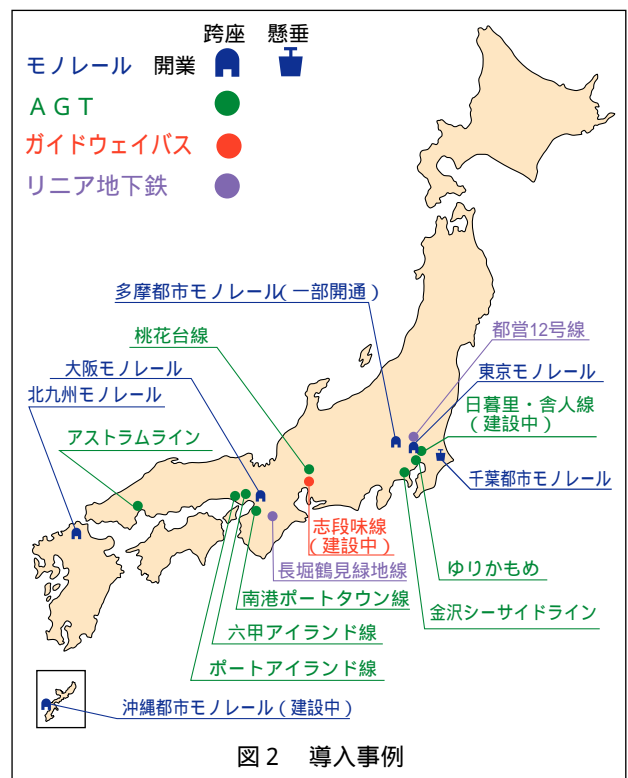 跨座 懸垂
モノレール 開業
ＡＧＴ
ガイドウェイバス
リニア地下鉄
多摩都市モノレール(一部開通)
桃花台線
都営12号線
大阪モノレール
東京モノレール
北九州モノレール
日暮里・舎人線
(建設中)
アストラムライン
千葉都市モノレール
志段味線
(建設中)
長堀鶴見緑地線
ゆりかもめ
南港ポートタウン線
金沢シーサイドライン
六甲アイランド線
ポートアイランド線
沖縄都市モノレール(建設中)
図２ 導入事例